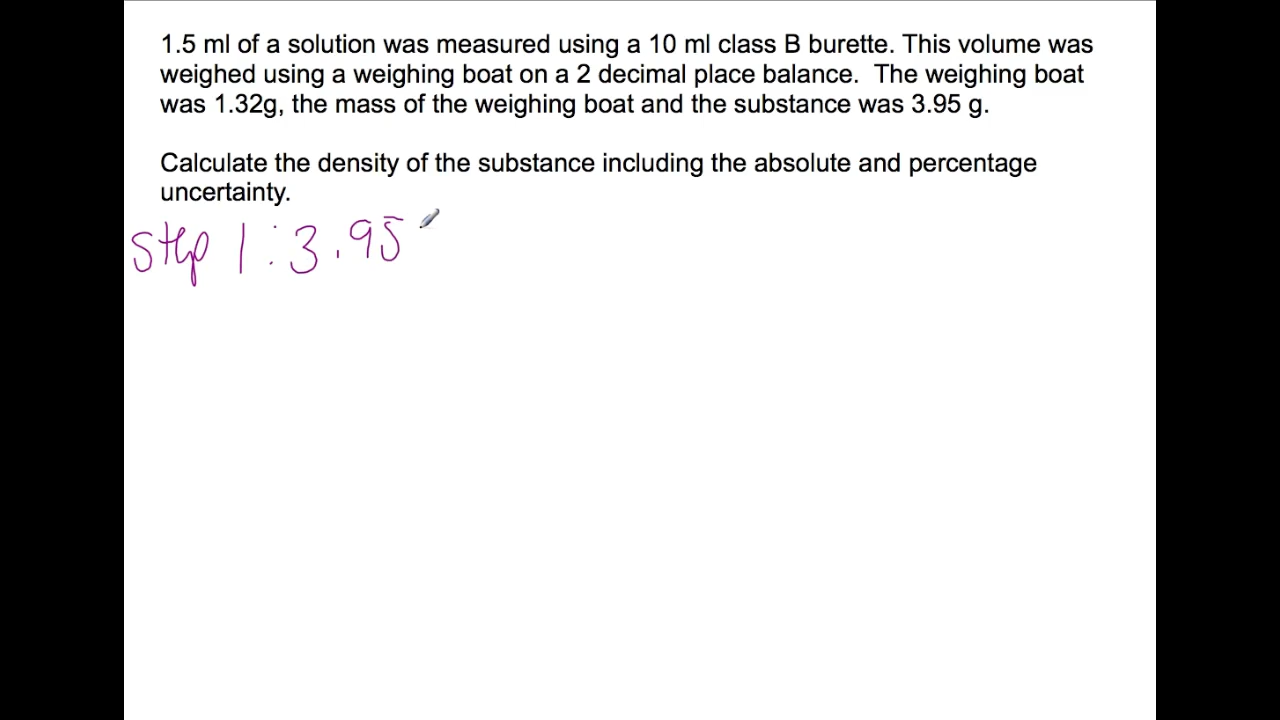 1.5 ml of a solution was measured using a 10 ml class B burette. This volume was
weighed using a weighing boat on a 2 decimal place balance.  The weighing boat
was 1.32g, the mass of the weighing boat and the substance was 3.95 g.
Calculate the density of the substance including the absolute and percentage
uncertainty.
Step 1 : 3.95